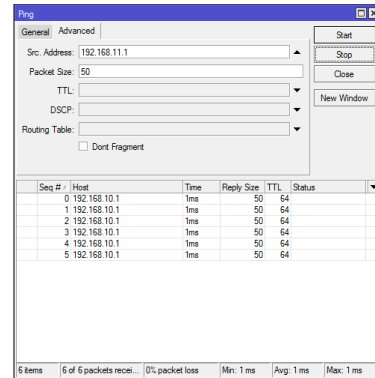 Ping
General Advanced Start
Src. Address: 192.168.11.1 Stop
Packet Size: 50 Close
TTL:
New Window
DSCP:
Routing Table:
Dont Fragment
Seq # / Host Time Reply Size TTL Status
0 192.168.10.1 1ms 50 64
1 192.168.10.1 1ms 50 64
2 192.168.10.1 1ms 50 64
3 192.168.10.1 1ms 50 64
4 192.168.10.1 1ms 50 64
5 192.168.10.1 1ms 50 64
6 items 6 of 6 packets recei... 0% packet loss Min: 1 ms Avg: 1 ms Max: 1 ms